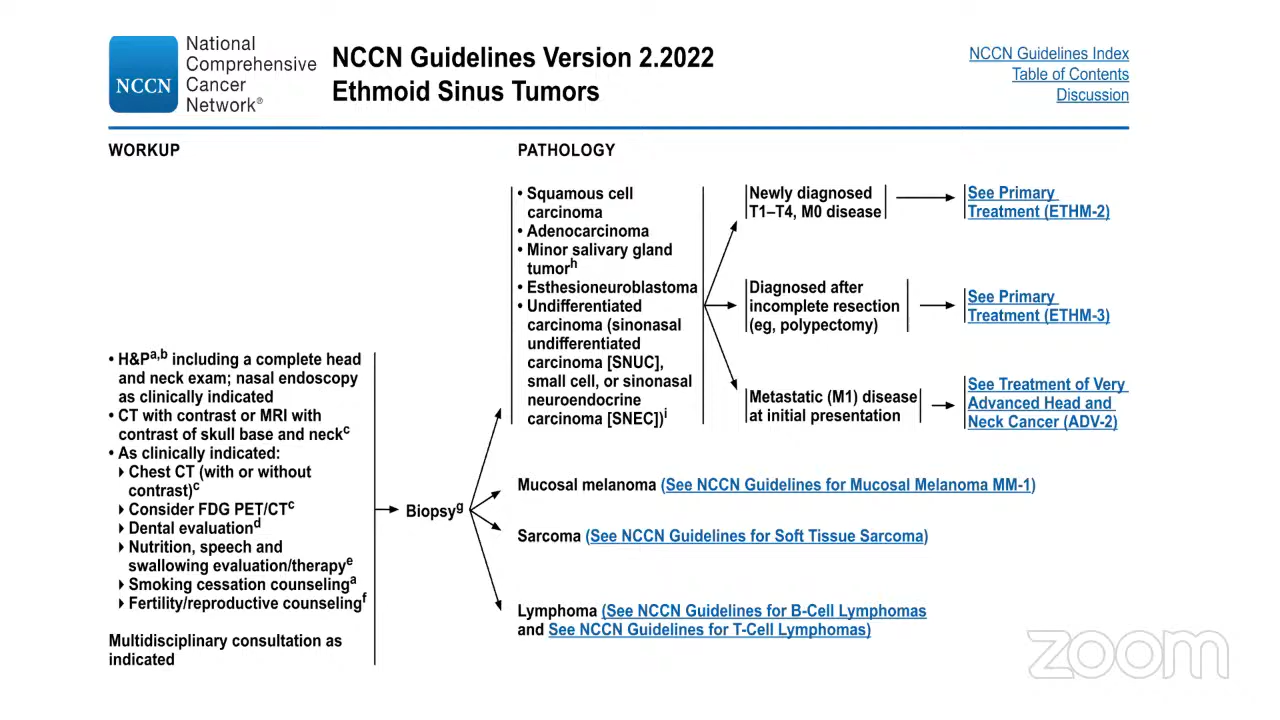 NCCN
National
Comprehensive
Cancer
Network®
NCCN Guidelines Version 2.2022
Ethmoid Sinus Tumors
NCCN Guidelines Index
Table of Contents
Discussion
WORKUP
PATHOLOGY
• H&Pa,b including a complete head
and neck exam; nasal endoscopy
as clinically indicated
• CT with contrast or MRI with
contrast of skull base and neckc
• As clinically indicated:
Chest CT (with or without
contrast)c
Consider FDG PET/CTc
Dental evaluationd
Nutrition, speech and
swallowing evaluation/therapye
Smoking cessation counselinga
Fertility/reproductive counselingf
Multidisciplinary consultation as
indicated
Biopsyg
• Squamous cell
carcinoma
• Adenocarcinoma
• Minor salivary gland
tumorh
• Esthesioneuroblastoma
• Undifferentiated
carcinoma (sinonasal
undifferentiated
carcinoma [SNUC],
small cell, or sinonasal
neuroendocrine
carcinoma [SNEC])i
Newly diagnosed
T1–T4, M0 disease
See Primary
Treatment (ETHM-2)
Diagnosed after
incomplete resection
(eg, polypectomy)
See Primary
Treatment (ETHM-3)
Metastatic (M1) disease
at initial presentation
See Treatment of Very
Advanced Head and
Neck Cancer (ADV-2)
Mucosal melanoma (See NCCN Guidelines for Mucosal Melanoma MM-1)
Sarcoma (See NCCN Guidelines for Soft Tissue Sarcoma)
Lymphoma (See NCCN Guidelines for B-Cell Lymphomas
and See NCCN Guidelines for T-Cell Lymphomas)
zoom